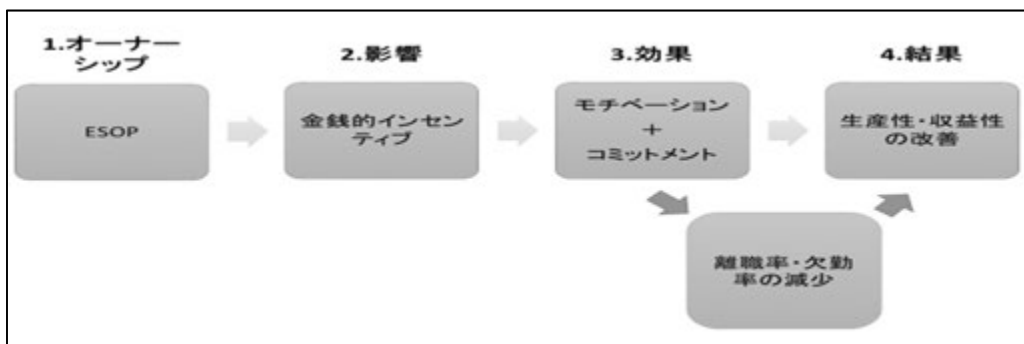 1.オーナー
シップ
2.影響
3.効果
4.結果
ESOP
金銭的インセン
ティブ
モチベーション
+
コミットメント
生産性・収益性
の改善
離職率・欠勤
率の減少